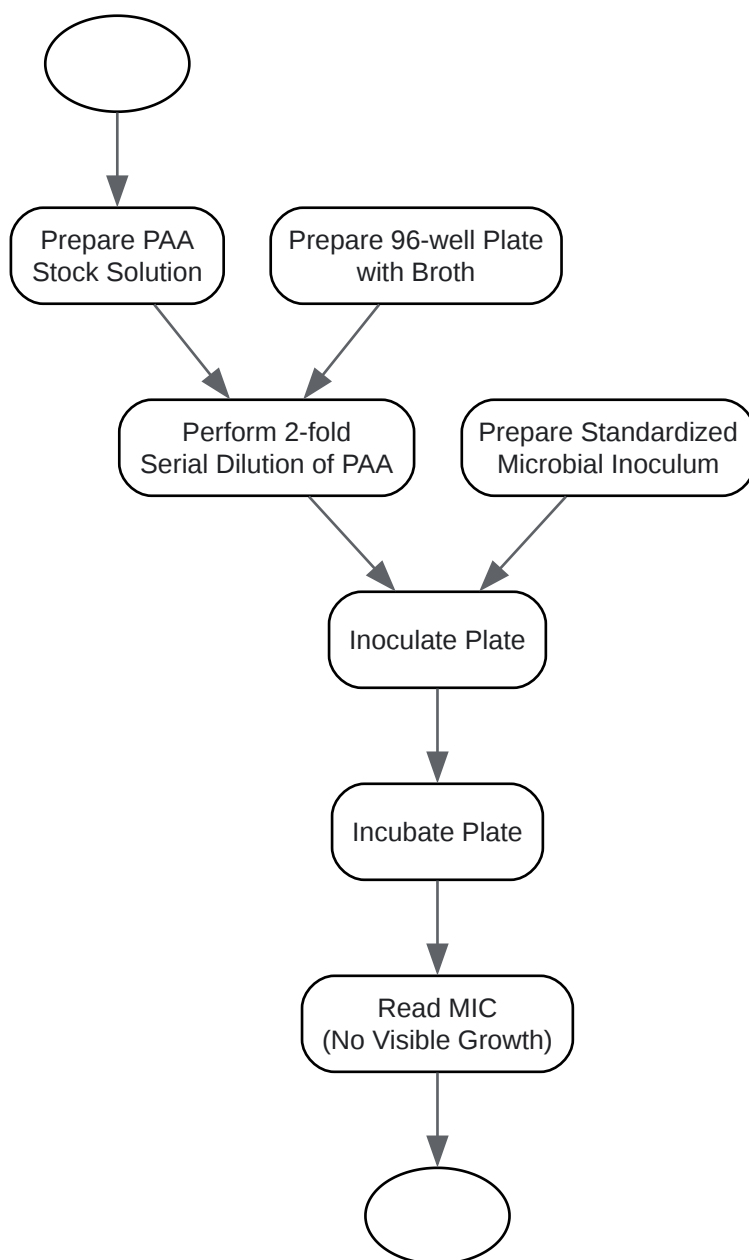 Prepare PAA
Stock Solution
Prepare 96-well Plate
with Broth
Perform 2-fold
Serial Dilution of PAA
Prepare Standardized
Microbial Inoculum
Inoculate Plate
Incubate Plate
Read MIC
(No Visible Growth)